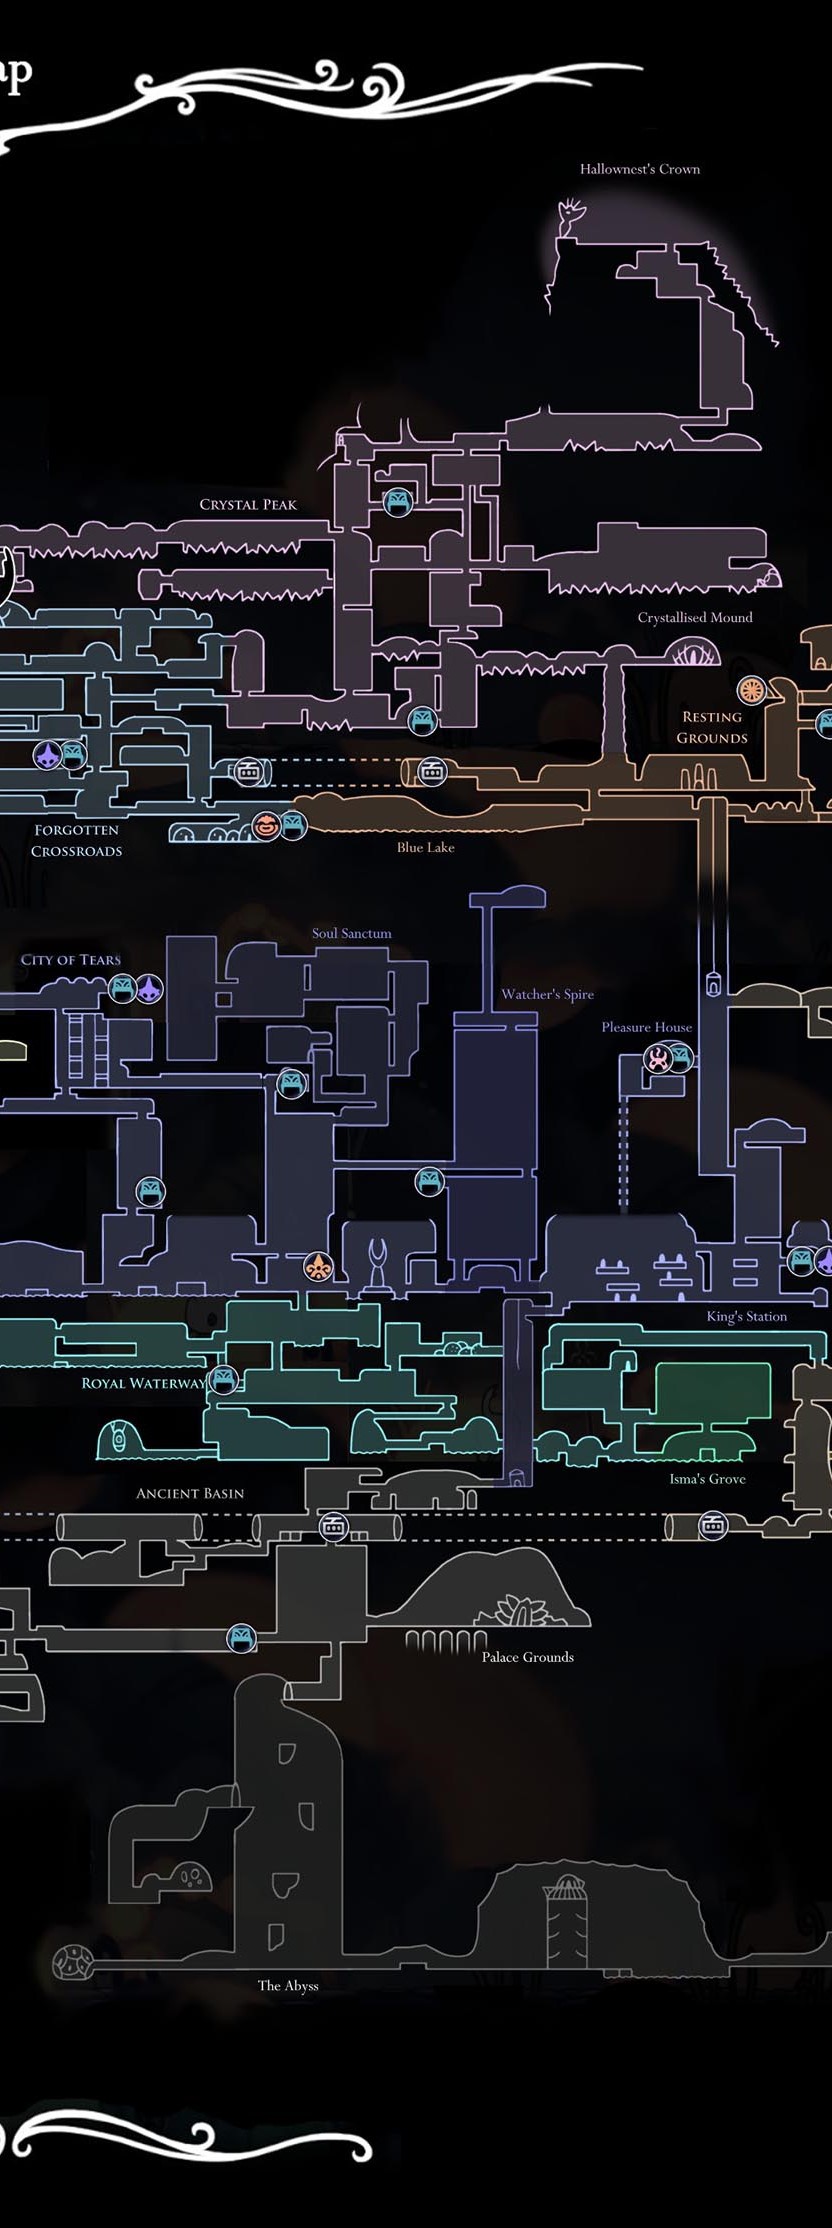 ap
Hallownest's Crown
Crystal Peak
Crystallised Mound
Resting
Grounds
Forgotten
Crossroads
Blue Lake
Soul Sanctum
City of Tears
Watcher's Spire
Pleasure House
King's Station
Royal Waterway
Isma's Grove
Ancient Basin
Palace Grounds
The Abyss